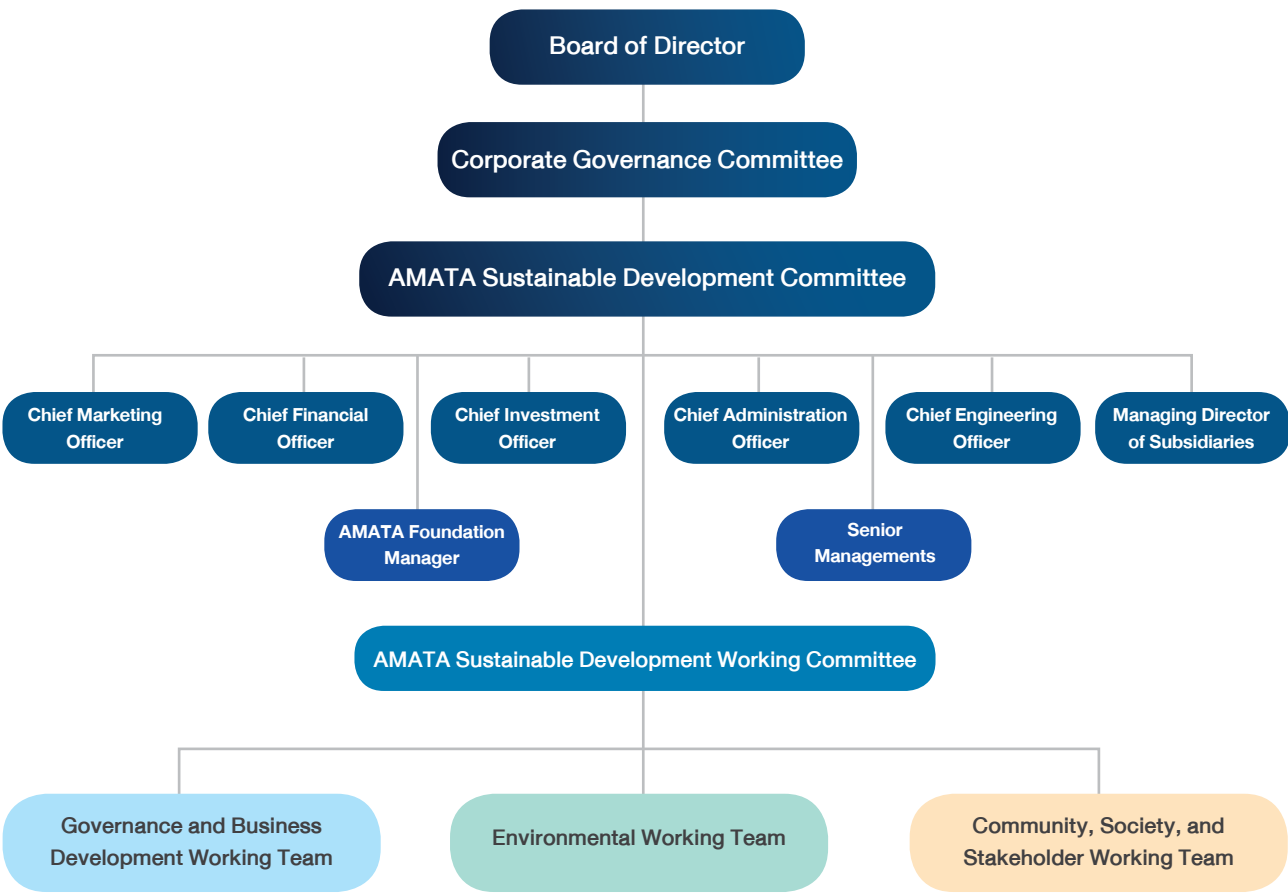 Board of Director
Corporate Governance Committee
AMATA Sustainable Development Committee
Chief Marketing
Officer
Chief Financial
Officer
Chief Investment
Officer
Chief Administration
Officer
Chief Engineering
Officer
Managing Director
of Subsidiaries
AMATA Foundation
Manager
Senior
Managements
AMATA Sustainable Development Working Committee
Governance and Business
Development Working Team
Environmental Working Team
Community, Society, and
Stakeholder Working Team